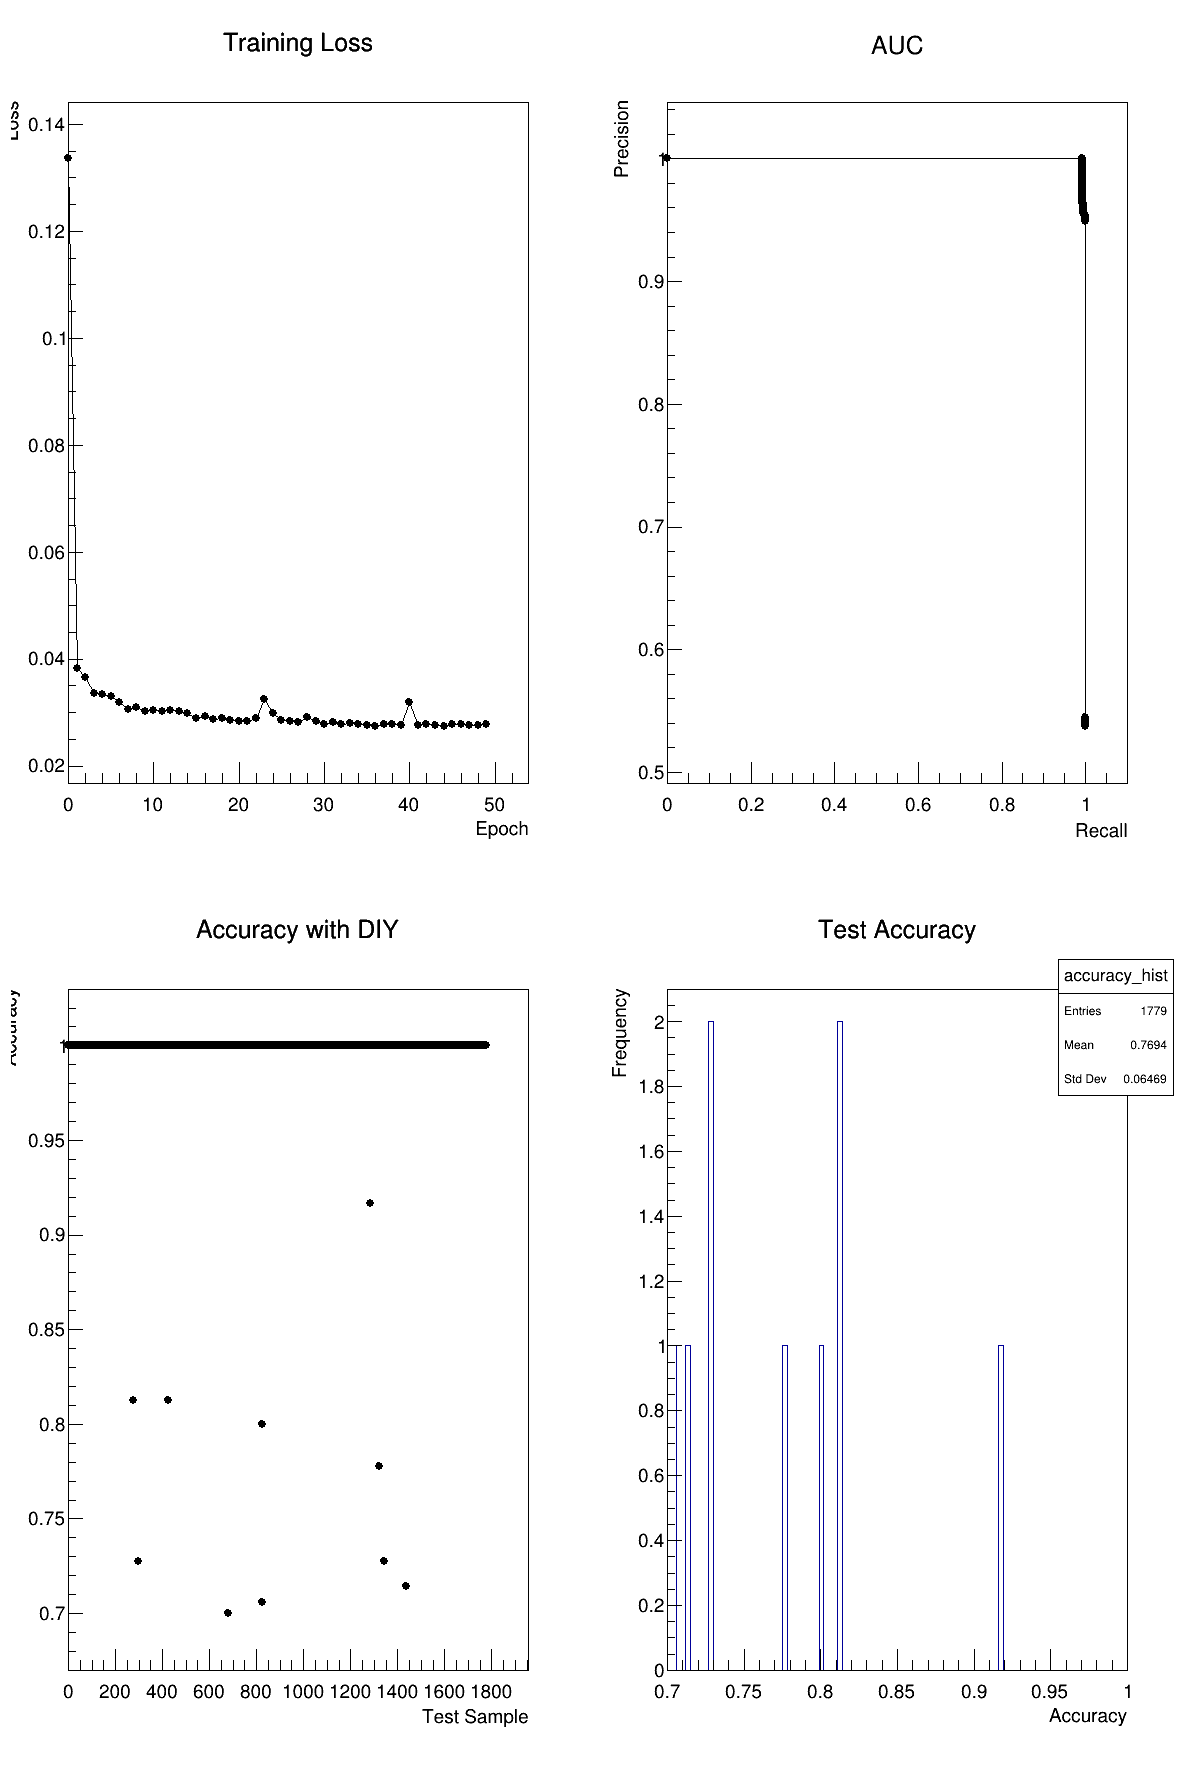 Training Loss
Loss
0.14
0.12
0.1
0.08
0.06
0.04
0.02
0 10 20 30 40 50
Epoch
AUC
Precision
1
0.9
0.8
0.7
0.6
0.5
0 0.2 0.4 0.6 0.8 1
Recall
Accuracy with DIY
Accuracy
1
0.95
0.9
0.85
0.8
0.75
0.7
0 200 400 600 800 1000 1200 1400 1600 1800
Test Sample
Test Accuracy
accuracy_hist
Entries 1779
Mean 0.7694
Std Dev 0.06469
Frequency
2
1.8
1.6
1.4
1.2
1
0.8
0.6
0.4
0.2
0
0.7 0.75 0.8 0.85 0.9 0.95 1
Accuracy